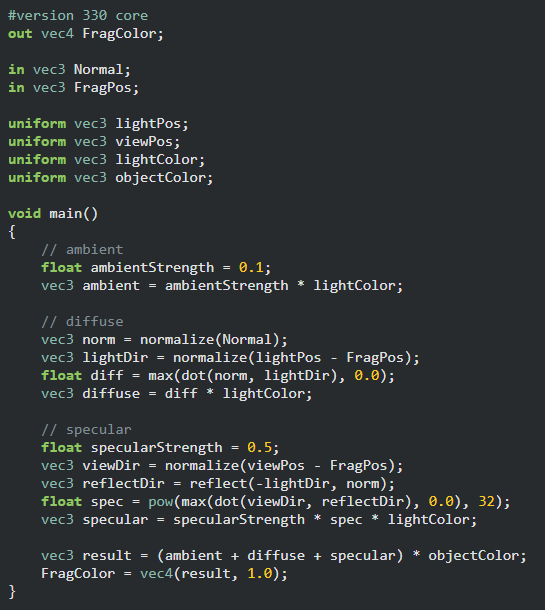 #version 330 core
out vec4 FragColor;

in vec3 Normal;
in vec3 FragPos;

uniform vec3 lightPos;
uniform vec3 viewPos;
uniform vec3 lightColor;
uniform vec3 objectColor;

void main()
{
    // ambient
    float ambientStrength = 0.1;
    vec3 ambient = ambientStrength * lightColor;

    // diffuse
    vec3 norm = normalize(Normal);
    vec3 lightDir = normalize(lightPos - FragPos);
    float diff = max(dot(norm, lightDir), 0.0);
    vec3 diffuse = diff * lightColor;

    // specular
    float specularStrength = 0.5;
    vec3 viewDir = normalize(viewPos - FragPos);
    vec3 reflectDir = reflect(-lightDir, norm);
    float spec = pow(max(dot(viewDir, reflectDir), 0.0), 32);
    vec3 specular = specularStrength * spec * lightColor;

    vec3 result = (ambient + diffuse + specular) * objectColor;
    FragColor = vec4(result, 1.0);
}